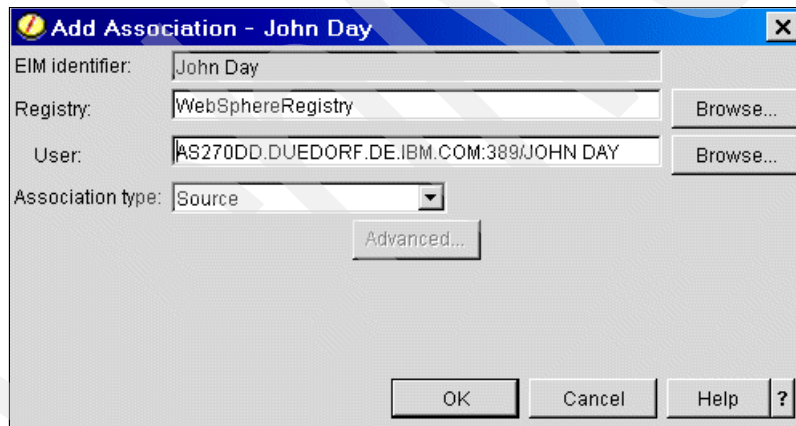 Add Association - John Day
EIM identifier: John Day
Registry: WebSphereRegistry Browse...
User: AS270DD.DUEDORF.DE.IBM.COM:389/JOHN DAY Browse...
Association type: Source
Advanced...
OK Cancel Help ?